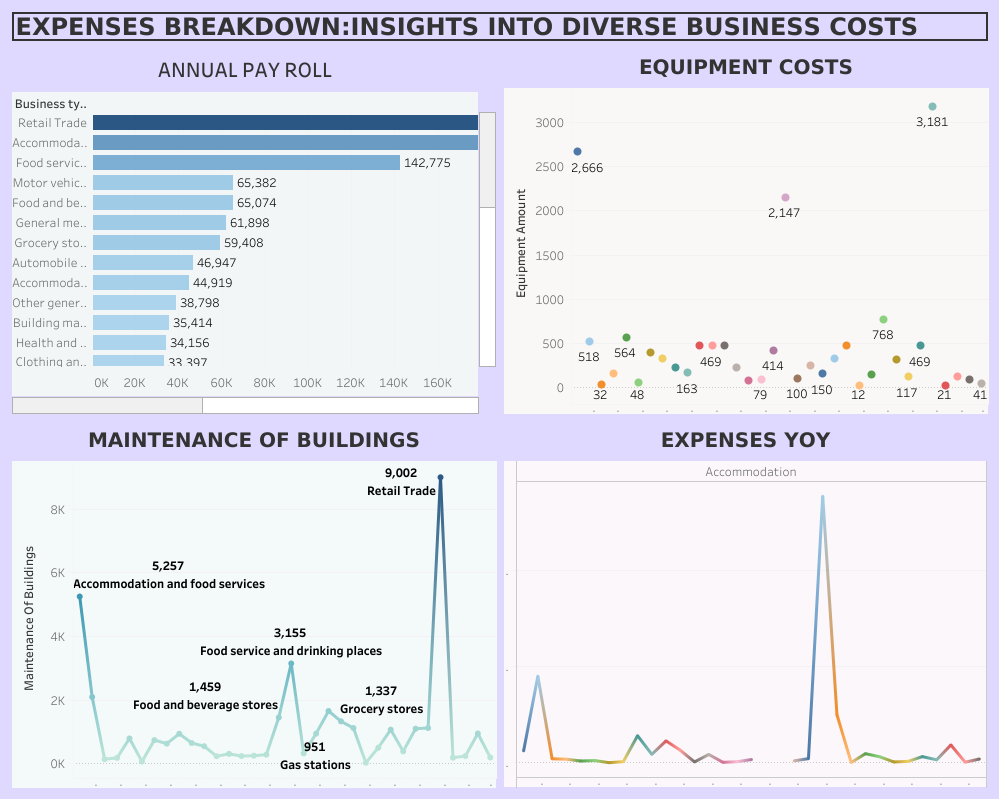 EXPENSES BREAKDOWN:INSIGHTS INTO DIVERSE BUSINESS COSTS
ANNUAL PAY ROLL
Business ty..
Retail Trade
Accommoda..
Food servic.. 142,775
Motor vehic.. 65,382
Food and be.. 65,074
General me.. 61,898
Grocery sto.. 59,408
Automobile .. 46,947
Accommoda.. 44,919
Other gener.. 38,798
Building ma.. 35,414
Health and .. 34,156
Clothing an.. 33,397
0K 20K 40K 60K 80K 100K 120K 140K 160K
EQUIPMENT COSTS
Equipment Amount
3000
2500
2000
1500
1000
500
0
3,181
2,666
2,147
768
518 564 469 414 469
163
32 48 79 100 150 12 117 21 41
MAINTENANCE OF BUILDINGS
Maintenance Of Buildings
8K
6K
4K
2K
0K
9,002
Retail Trade
5,257
Accommodation and food services
3,155
Food service and drinking places
1,459
Food and beverage stores
1,337
Grocery stores
951
Gas stations
EXPENSES YOY
Accommodation